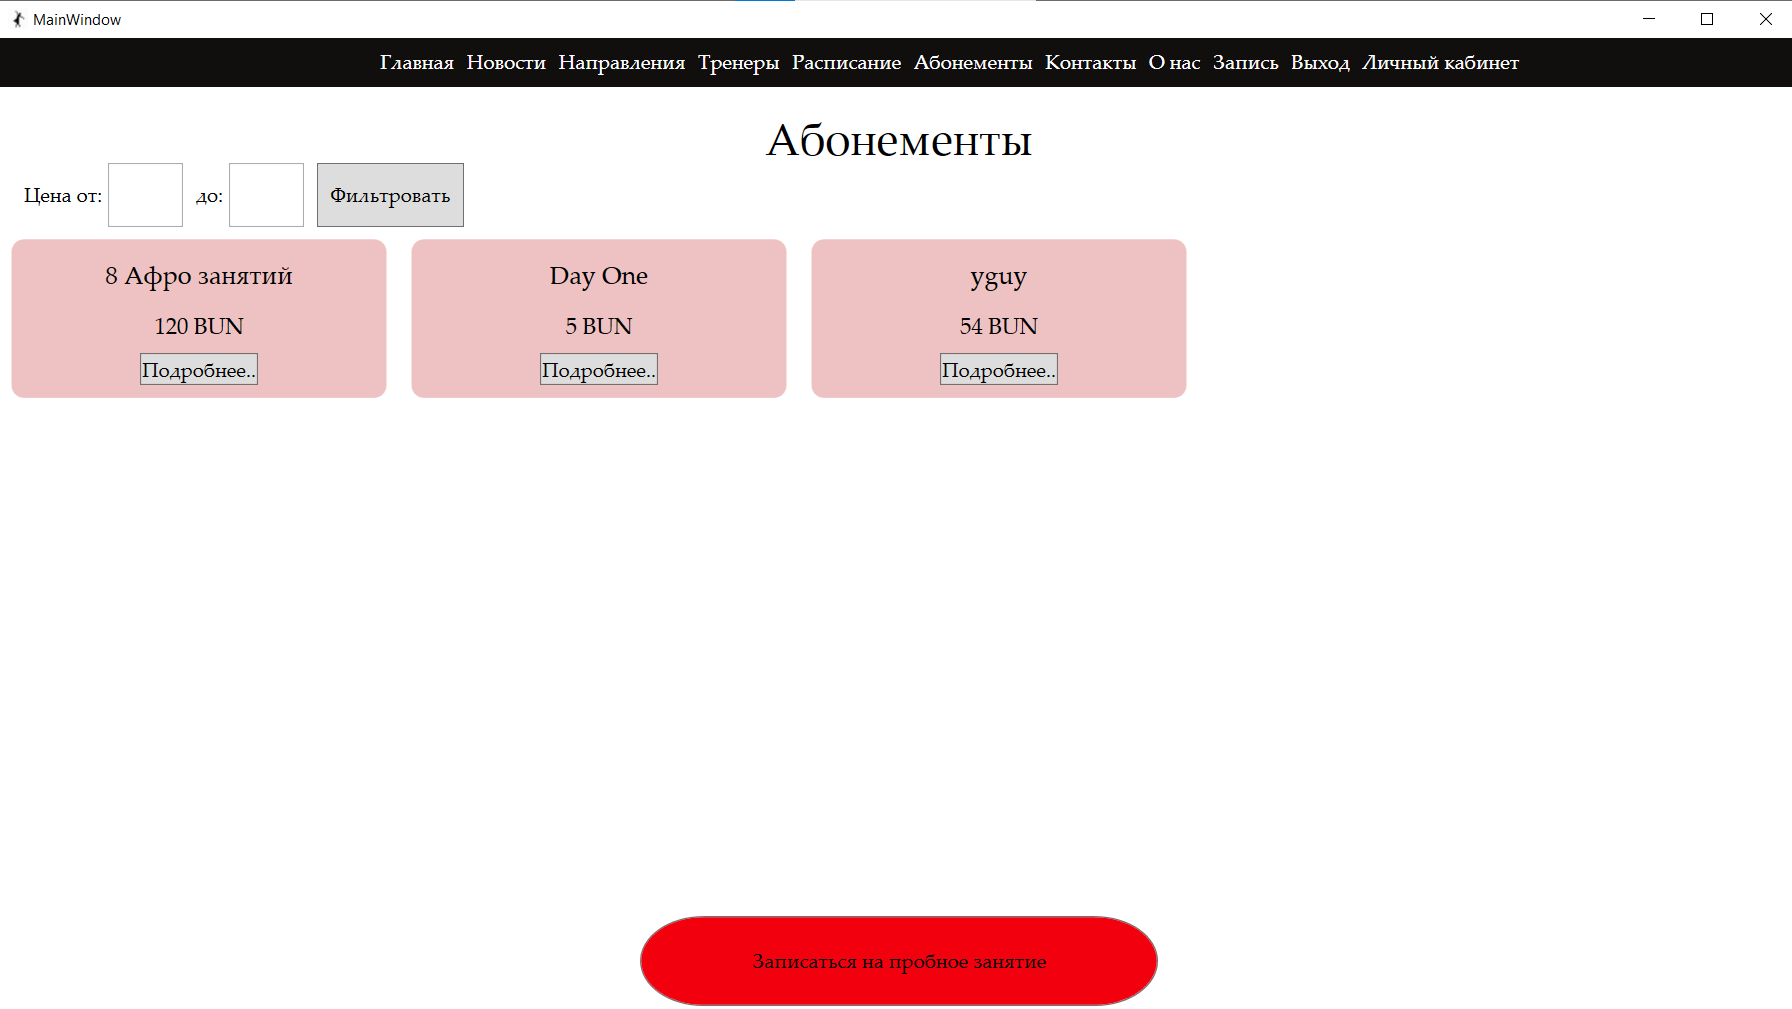 MainWindow
Главная Новости Направления Тренеры Расписание Абонементы Контакты О нас Запись Выход Личный кабинет
Абонементы
Цена от: до: Фильтровать
8 Афро занятий
120 BUN
Подробнее..
Day One
5 BUN
Подробнее..
yguy
54 BUN
Подробнее..
Записаться на пробное занятие